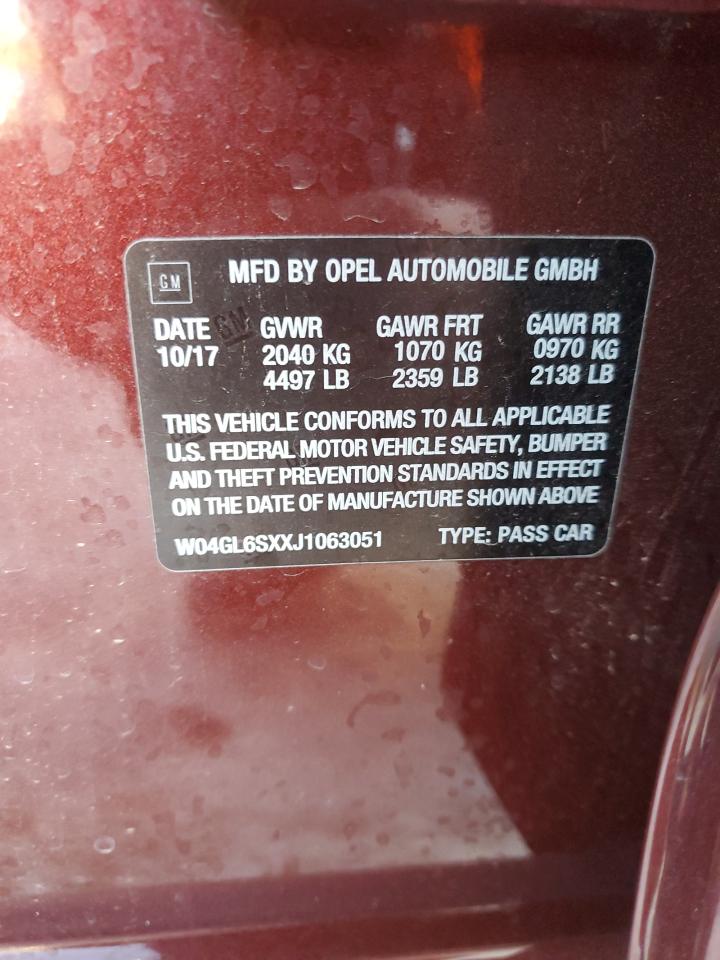 GM
MFD BY OPEL AUTOMOBILE GMBH
DATE GVWR GAWR FRT GAWR RR
10/17 2040 KG 1070 KG 0970 KG
4497 LB 2359 LB 2138 LB
THIS VEHICLE CONFORMS TO ALL APPLICABLE
U.S. FEDERAL MOTOR VEHICLE SAFETY, BUMPER
AND THEFT PREVENTION STANDARDS IN EFFECT
ON THE DATE OF MANUFACTURE SHOWN ABOVE
W04GL6SXXJ1063051 TYPE: PASS CAR